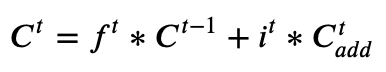 C^t = f^t * C^{t-1} + i^t * C^t_{add}